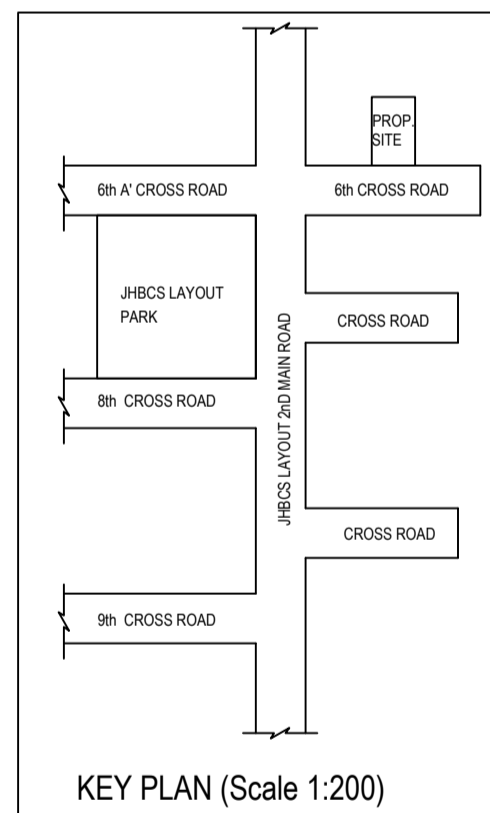 PROP.
SITE
6th A' CROSS ROAD
6th CROSS ROAD
JHBCS LAYOUT
PARK
CROSS ROAD
JHBCS LAYOUT 2nD MAIN ROAD
8th CROSS ROAD
CROSS ROAD
9th CROSS ROAD
KEY PLAN (Scale 1:200)